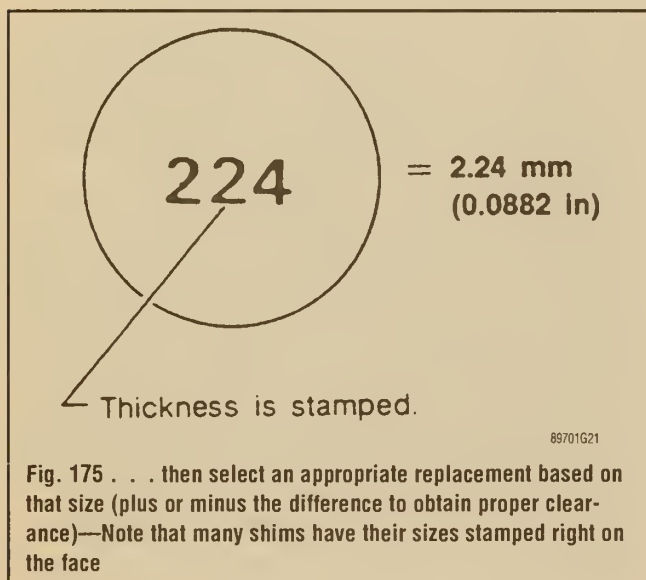 224
= 2.24 mm
(0.0882 in)
Thickness is stamped.
89701G21
Fig. 175 . . . then select an appropriate replacement based on
that size (plus or minus the difference to obtain proper clear-
ance)—Note that many shims have their sizes stamped right on
the face